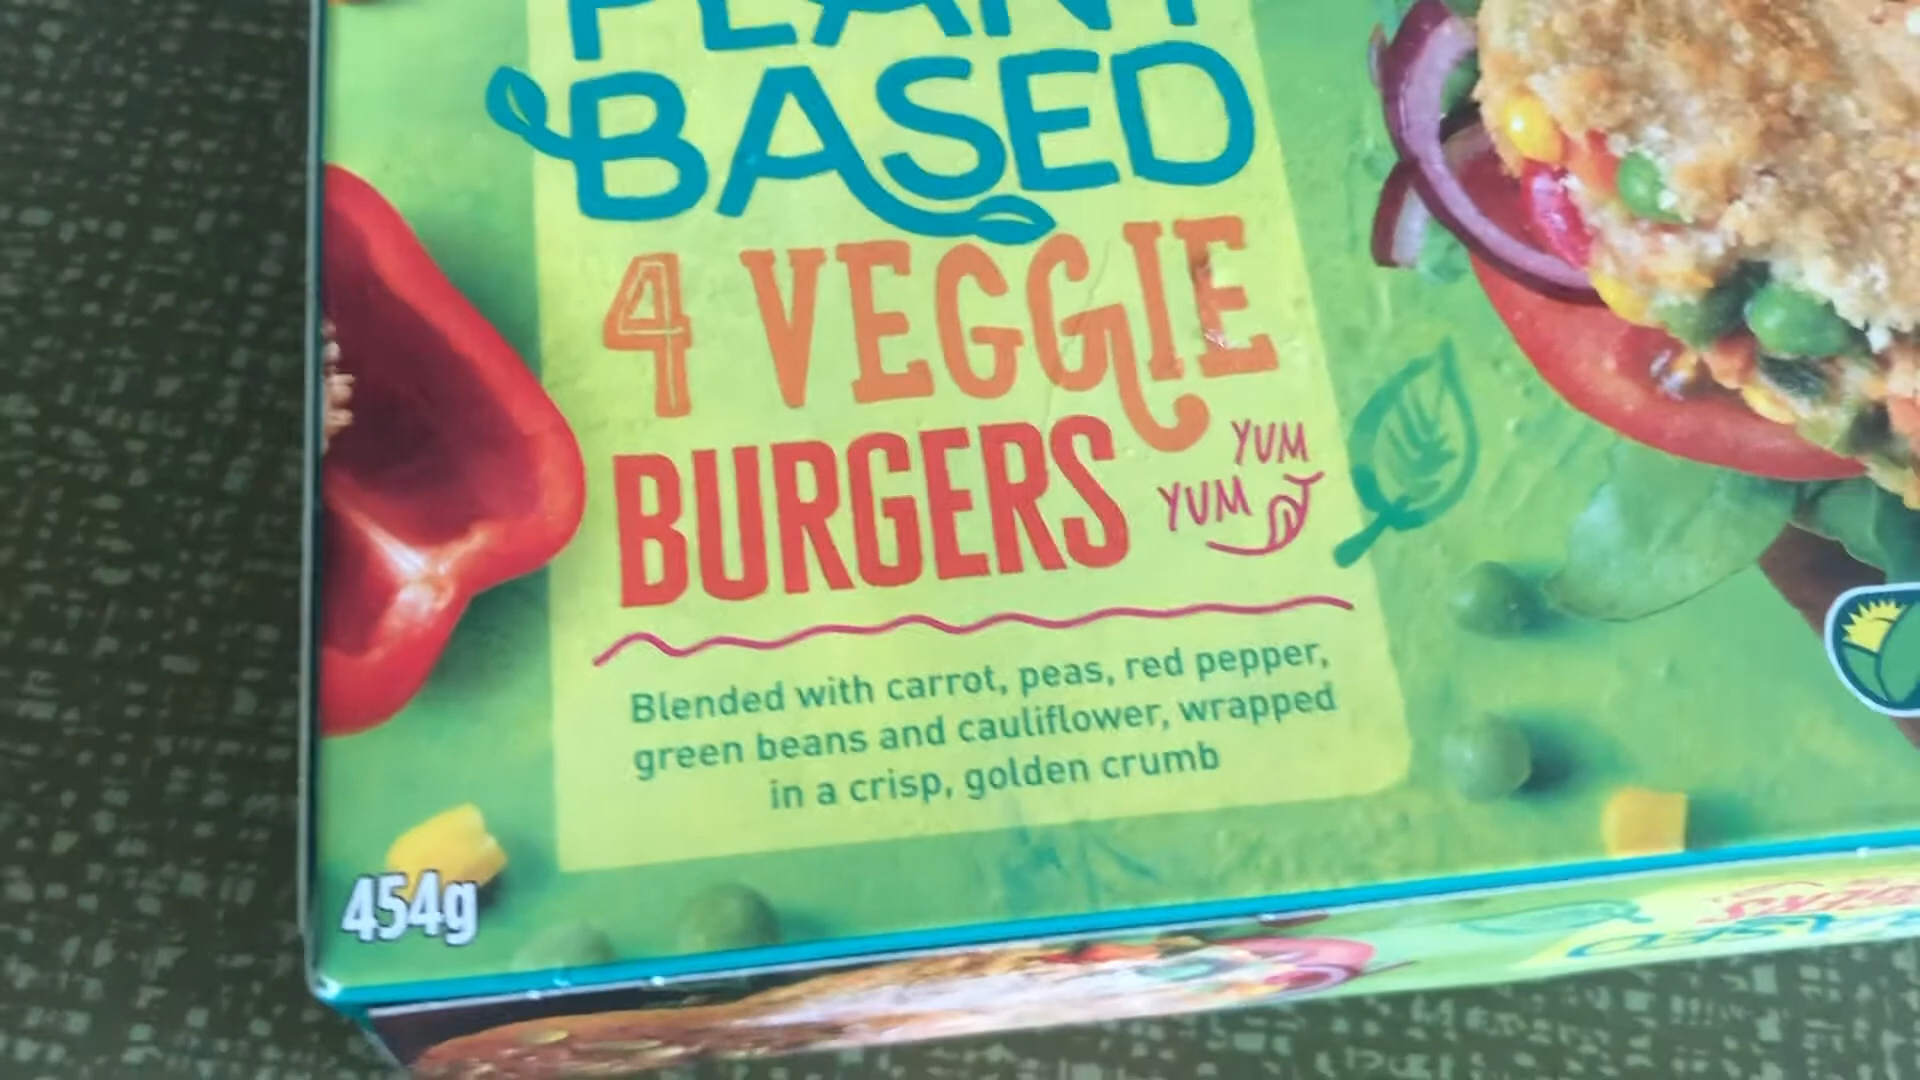 PLANT
BASED
4 VEGGIE
BURGERS
YUM
YUM
Blended with carrot, peas, red pepper,
green beans and cauliflower, wrapped
in a crisp, golden crumb
454g